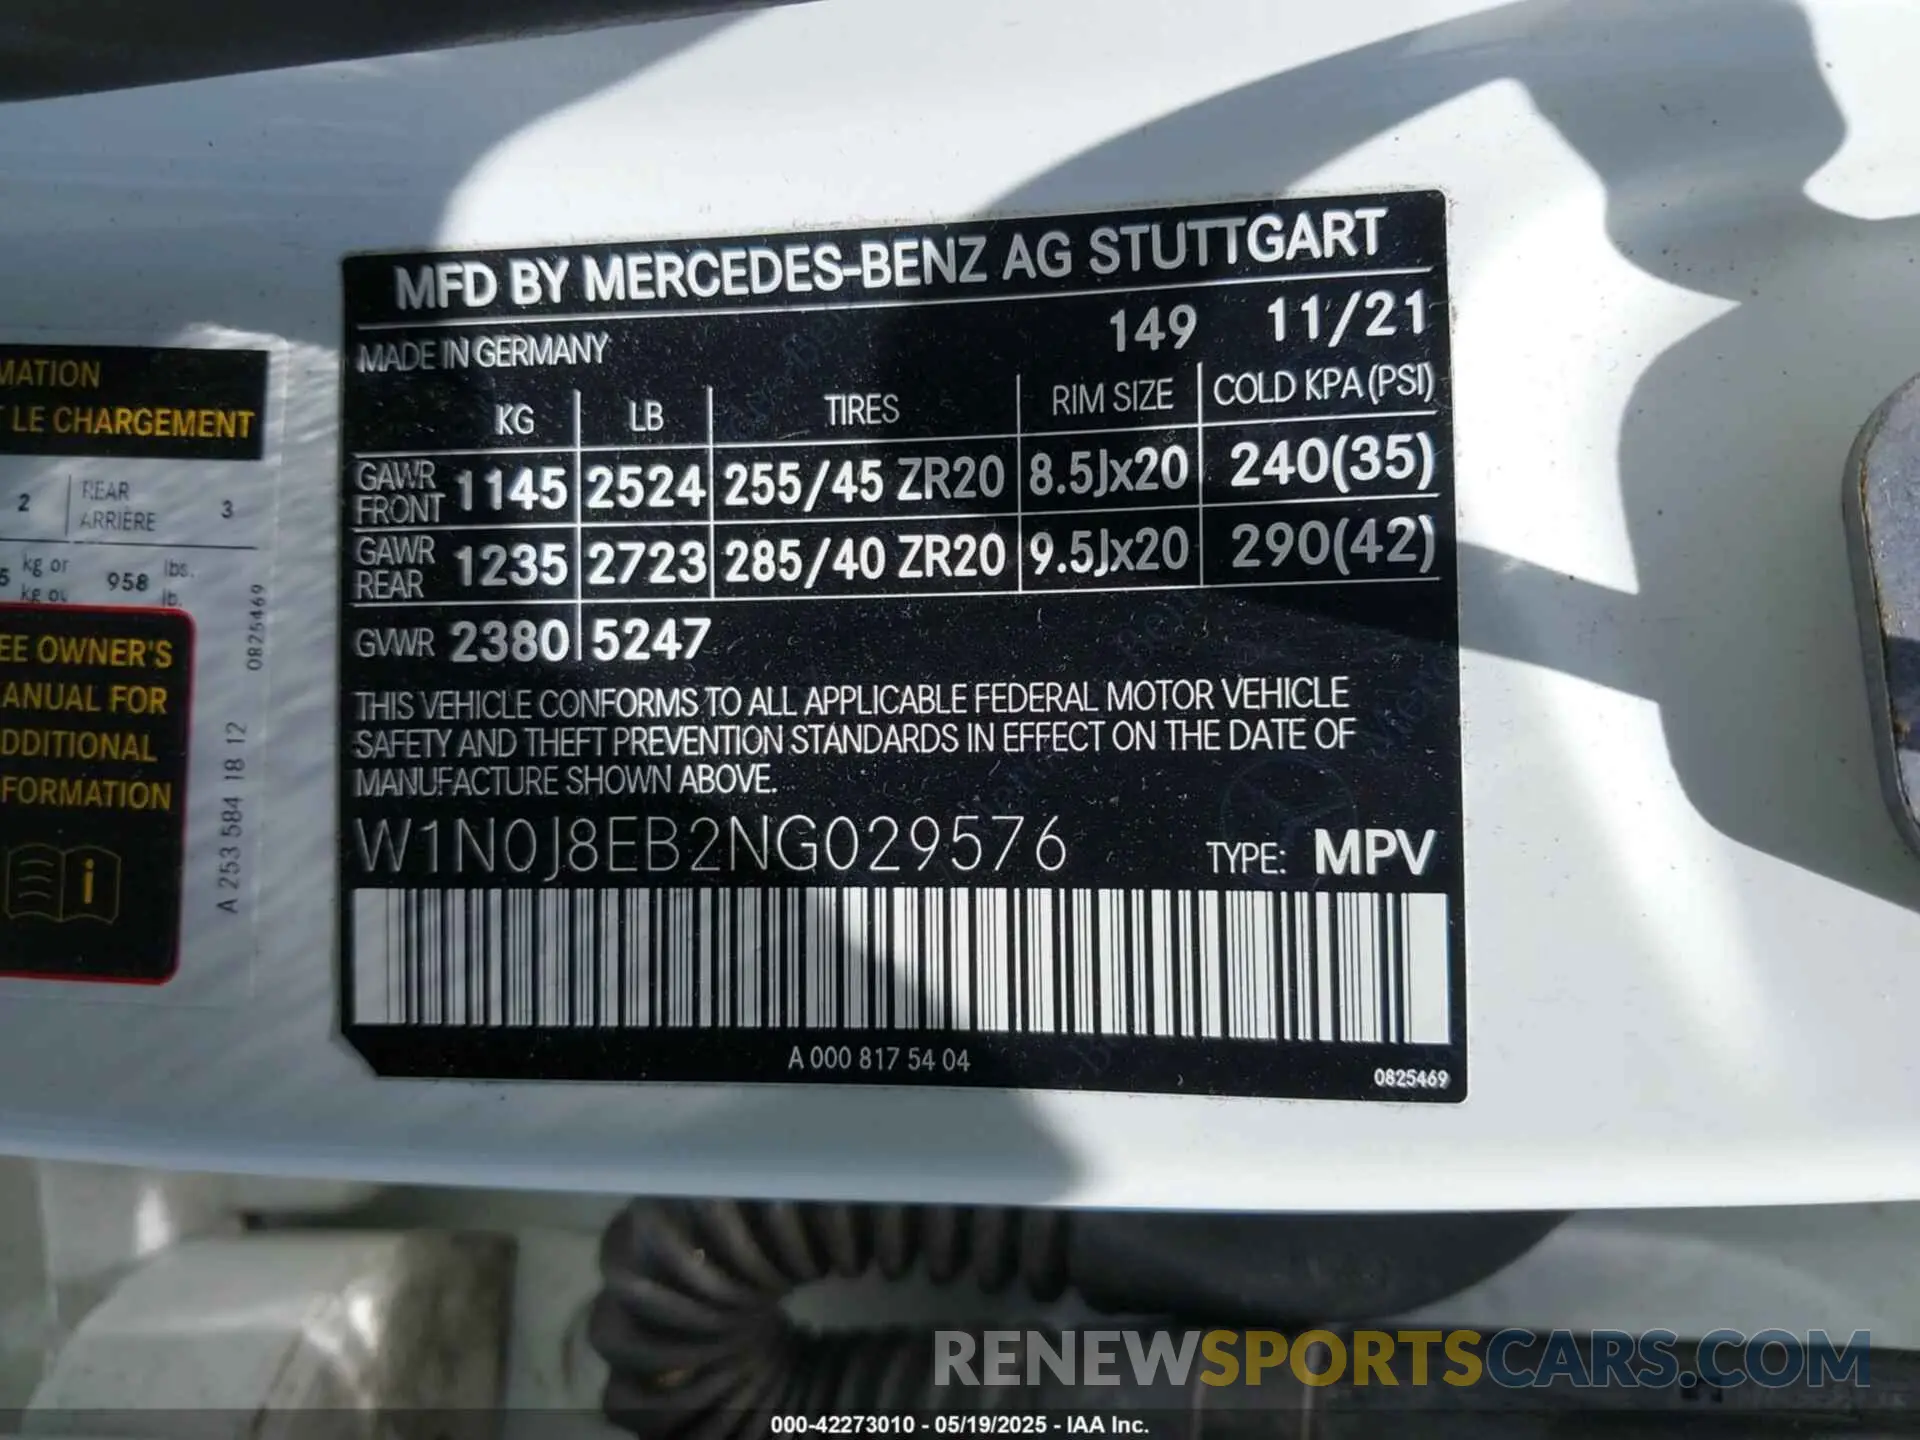 MFD BY MERCEDES-BENZ AG STUTTGART
MADE IN GERMANY 149 11/21
KG LB TIRES RIM SIZE COLD KPA (PSI)
GAWR FRONT 1145 2524 255/45 ZR20 8.5Jx20 240(35)
GAWR REAR 1235 2723 285/40 ZR20 9.5Jx20 290(42)
GVWR 2380 5247
THIS VEHICLE CONFORMS TO ALL APPLICABLE FEDERAL MOTOR VEHICLE
SAFETY AND THEFT PREVENTION STANDARDS IN EFFECT ON THE DATE OF
MANUFACTURE SHOWN ABOVE.
W1N0J8EB2NG029576 TYPE: MPV
A 000 817 54 04
0825469
MATION
LE CHARGEMENT
2 REAR 3
ARRIÈRE
5 kg or 958 lbs.
kg ou lb.
EE OWNER'S
ANUAL FOR
DDITIONAL
FORMATION
i
A 253 584 18 12 0825469
RENEWSPORTSCARS.COM
000-42273010 - 05/19/2025 - IAA Inc.